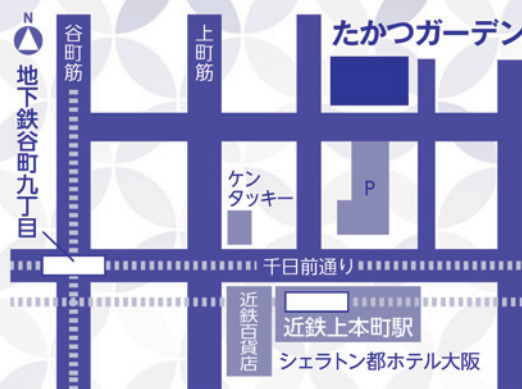 N
谷町筋
上町筋
たかつガーデン
地下鉄谷町九丁目
ケン
タッキー
P
千日前通り
近鉄百貨店
近鉄上本町駅
シェラトン都ホテル大阪